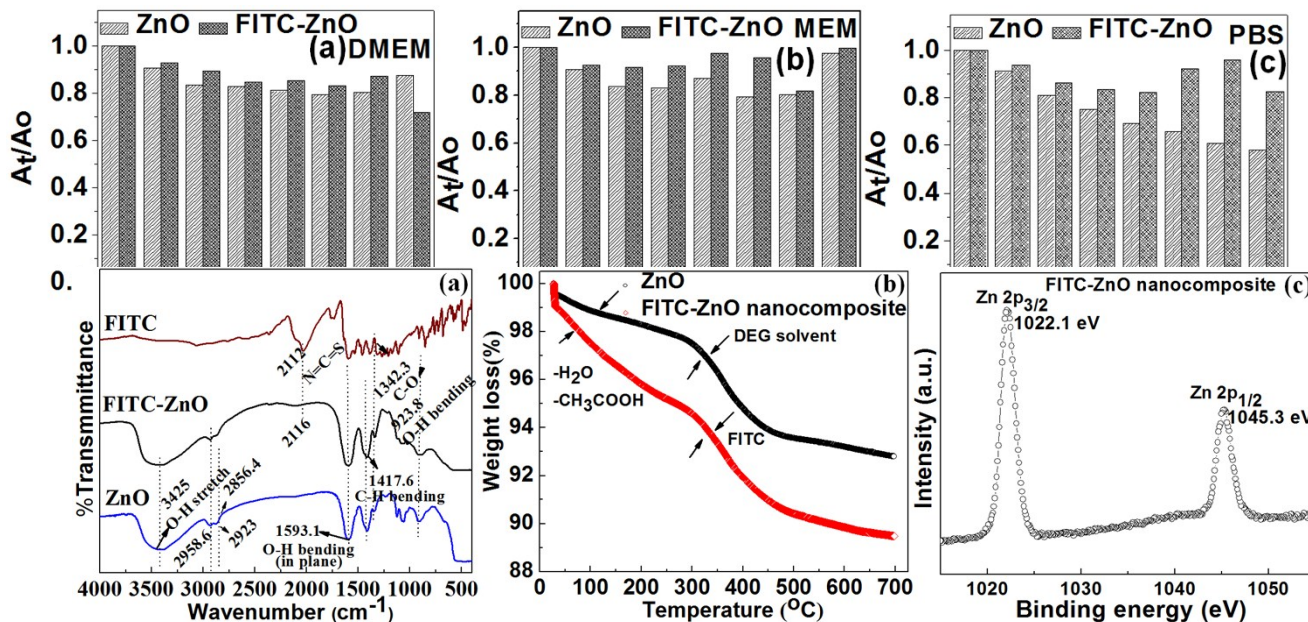 ZnO FITC-ZnO
(a) DMEM
1.0
0.8
0.6
0.4
0.2
0.
At/Ao
ZnO FITC-ZnO MEM
(b)
1.0
0.8
0.6
0.4
0.2
At/Ao
ZnO FITC-ZnO PBS
(c)
1.0
0.8
0.6
0.4
0.2
At/Ao
(a)
FITC
2112
N=C=S
1342.3
C-O
923.8
O-H bending
FITC-ZnO
2116
1417.6
C-H bending
ZnO
3425
O-H stretch
2958.6
2856.4
2923
1593.1
O-H bending
(in plane)
%Transmittance
4000 3500 3000 2500 2000 1500 1000 500
Wavenumber (cm-1)
(b)
ZnO
FITC-ZnO nanocomposite
DEG solvent
-H2O
-CH3COOH
FITC
100
98
96
94
92
90
88
Weight loss(%)
0 100 200 300 400 500 600 700
Temperature (OC)
FITC-ZnO nanocomposite (c)
Zn 2p3/2
1022.1 eV
Zn 2p1/2
1045.3 eV
Intensity (a.u.)
1020 1030 1040 1050
Binding energy (eV)